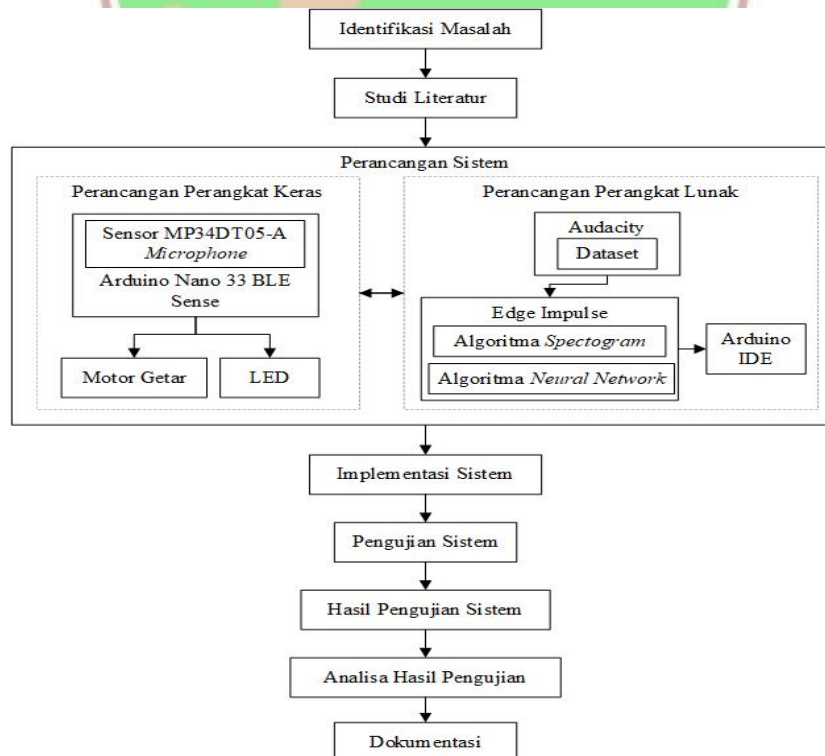 Identifikasi Masalah
Studi Literatur
Perancangan Sistem
Perancangan Perangkat Keras
Sensor MP34DT05-A
Microphone
Arduino Nano 33 BLE
Sense
Motor Getar
LED
Perancangan Perangkat Lunak
Audacity
Dataset
Edge Impulse
Algoritma Spectogram
Algoritma Neural Network
Arduino
IDE
Implementasi Sistem
Pengujian Sistem
Hasil Pengujian Sistem
Analisa Hasil Pengujian
Dokumentasi